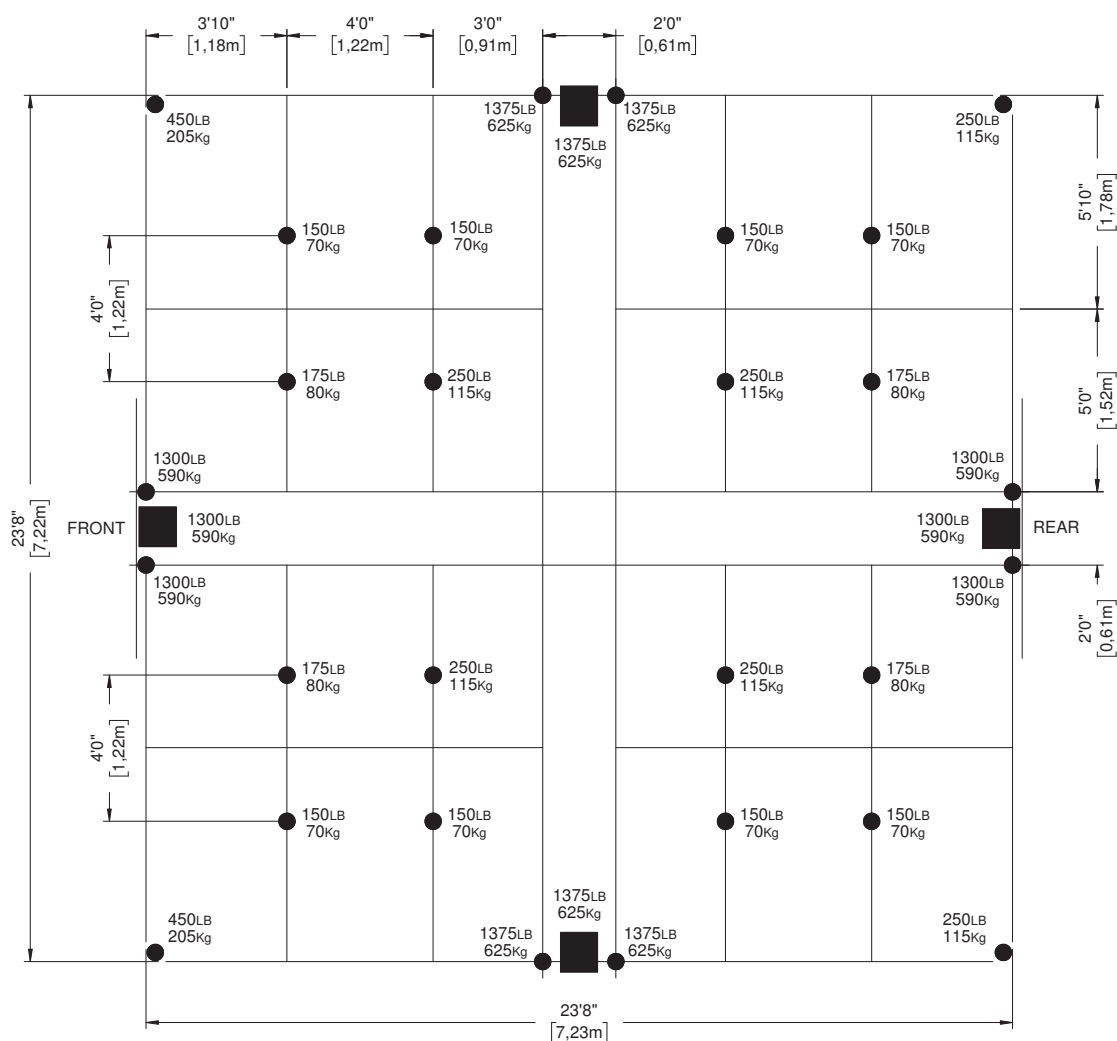 3'10"
[1,18m]
4'0"
[1,22m]
3'0"
[0,91m]
2'0"
[0,61m]
450LB
205Kg
1375LB
625Kg
1375LB
625Kg
1375LB
625Kg
250LB
115Kg
5'10"
[1,78m]
150LB
70Kg
150LB
70Kg
150LB
70Kg
150LB
70Kg
4'0"
[1,22m]
175LB
80Kg
250LB
115Kg
250LB
115Kg
175LB
80Kg
5'0"
[1,52m]
1300LB
590Kg
1300LB
590Kg
23'8"
[7,22m]
FRONT
1300LB
590Kg
1300LB
590Kg
REAR
1300LB
590Kg
1300LB
590Kg
2'0"
[0,61m]
175LB
80Kg
250LB
115Kg
250LB
115Kg
175LB
80Kg
4'0"
[1,22m]
150LB
70Kg
150LB
70Kg
150LB
70Kg
150LB
70Kg
450LB
205Kg
1375LB
625Kg
1375LB
625Kg
1375LB
625Kg
250LB
115Kg
23'8"
[7,23m]